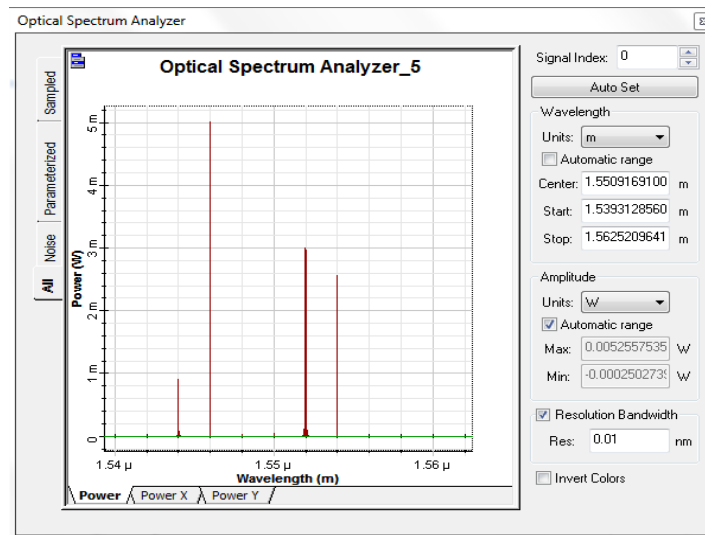 Optical Spectrum Analyzer
Sampled
Parameterized
Noise
All
Optical Spectrum Analyzer_5
Power (W)
5 m
4 m
3 m
2 m
1 m
0
1.54 µ
1.55 µ
1.56 µ
Wavelength (m)
Power
Power X
Power Y
Signal Index: 0
Auto Set
Wavelength
Units: m
Automatic range
Center: 1.5509169100 m
Start: 1.5393128560 m
Stop: 1.5625209641 m
Amplitude
Units: W
Automatic range
Max: 0.0052557535 W
Min: -0.0002502739 W
Resolution Bandwidth
Res: 0.01 nm
Invert Colors